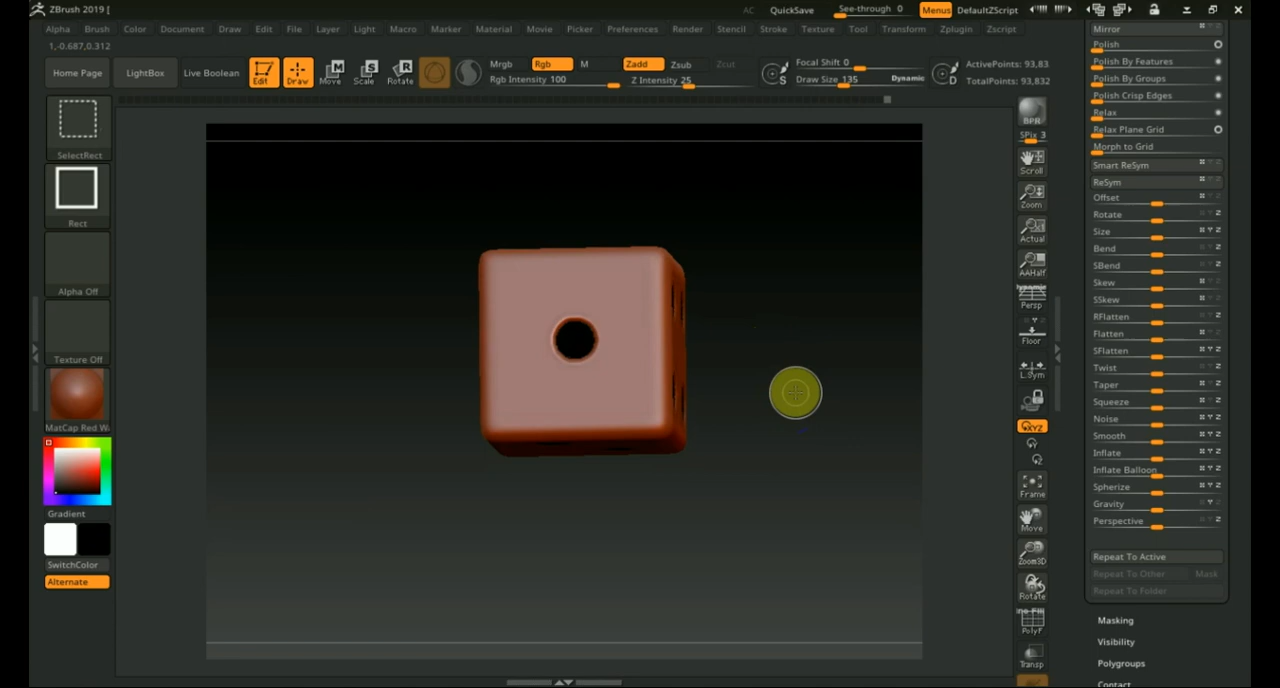 ZBrush 2019 [
AC QuickSave See-through 0 Menus DefaultZScript
Alpha Brush Color Document Draw Edit File Layer Light Macro Marker Material Movie Picker Preferences Render Stencil Stroke Texture Tool Transform Zplugin Zscript
1,-0.687,0.312
Home Page LightBox Live Boolean Edit Draw Move Scale Rotate
Mrgb Rgb M Zadd Zsub Zcut
Rgb Intensity 100 Z Intensity 25
S Focal Shift 0
Draw Size 135 Dynamic
D ActivePoints: 93,83
TotalPoints: 93,832
SelectRect
Rect
Alpha Off
Texture Off
MatCap Red W
Gradient
SwitchColor
Alternate
BPR
SPix 3
Scroll
Zoom
Actual
AAHalf
Persp
Floor
L.Sym
XYZ
Frame
Move
Zoom3D
Rotate
PolyF
Transp
Mirror
Polish
Polish By Features
Polish By Groups
Polish Crisp Edges
Relax
Relax Plane Grid
Morph to Grid
Smart ReSym
ReSym
Offset
Rotate
Size
Bend
SBend
Skew
SSkew
RFlatten
Flatten
SFlatten
Twist
Taper
Squeeze
Noise
Smooth
Inflate
Inflate Balloon
Spherize
Gravity
Perspective
Repeat To Active
Repeat To Other Mask
Repeat To Folder
Masking
Visibility
Polygroups
Contact